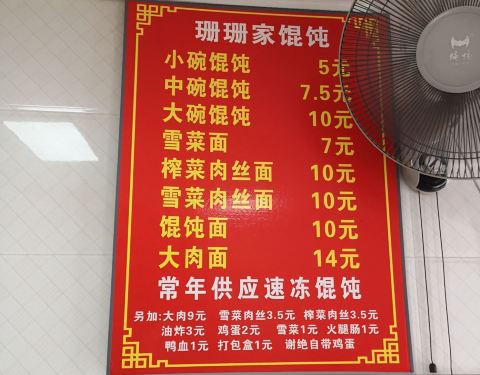 珊珊家馄饨
小碗馄饨 5元
中碗馄饨 7.5元
大碗馄饨 10元
雪菜面 7元
榨菜肉丝面 10元
雪菜肉丝面 10元
馄饨面 10元
大肉面 14元
常年供应速冻馄饨
另加:大肉9元 雪菜肉丝3.5元 榨菜肉丝3.5元
油炸3元 鸡蛋2元 雪菜1元 火腿肠1元
鸭血1元 打包盒1元 谢绝自带鸡蛋